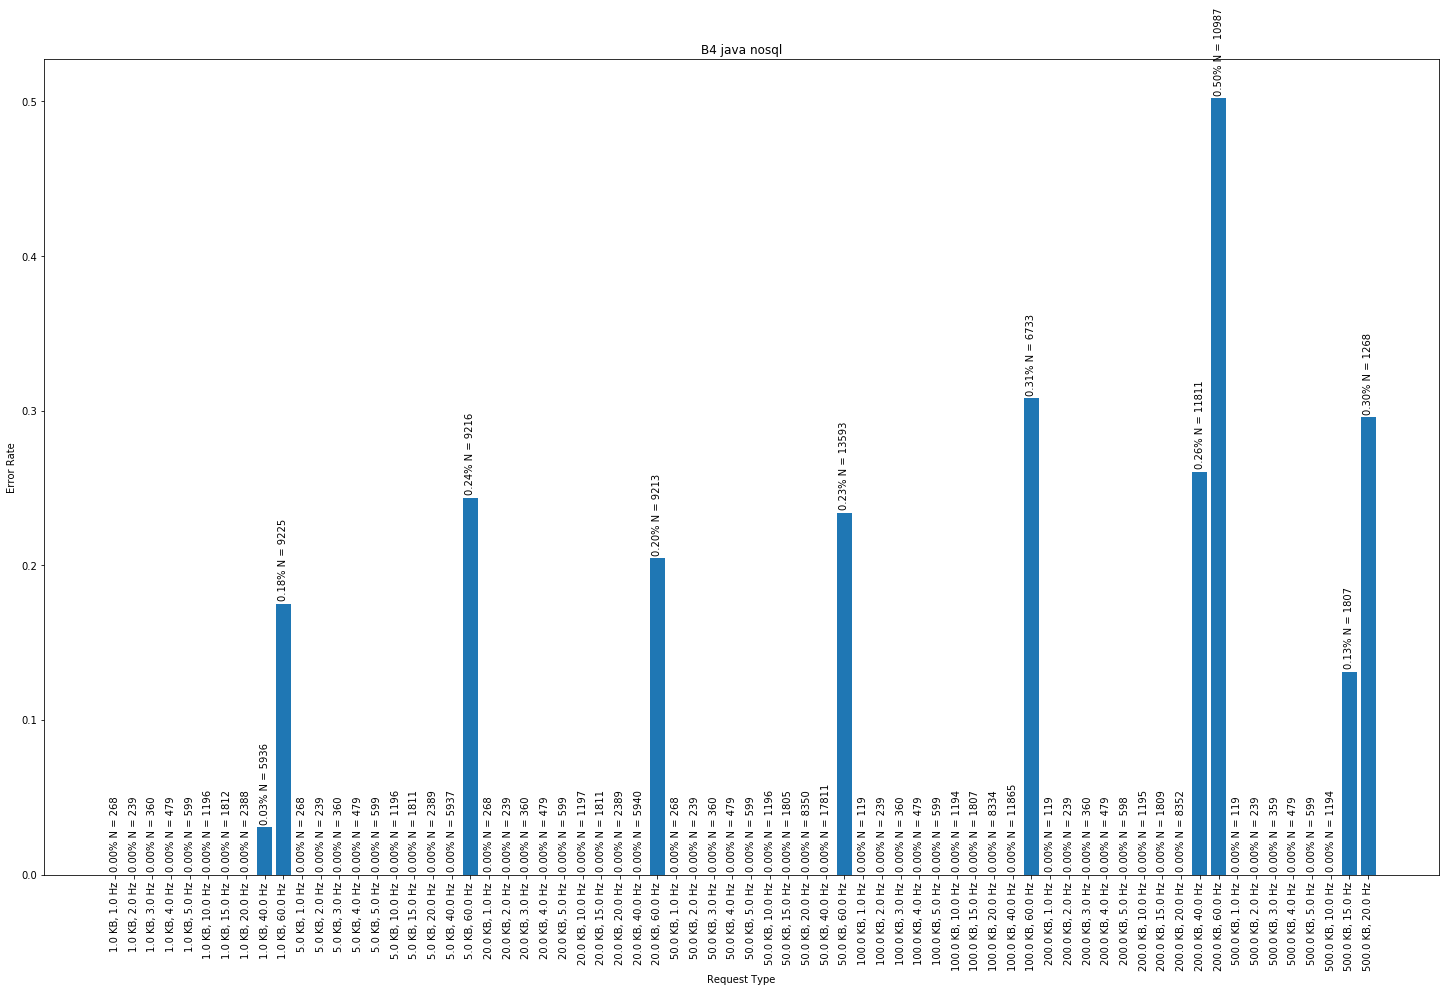 B4 java nosql
Error Rate
0.5
0.4
0.3
0.2
0.1
0.0
0.00% N = 268
0.00% N = 239
0.00% N = 360
0.00% N = 479
0.00% N = 599
0.00% N = 1196
0.00% N = 1812
0.00% N = 2388
0.03% N = 5936
0.18% N = 9225
0.00% N = 268
0.00% N = 239
0.00% N = 360
0.00% N = 479
0.00% N = 599
0.00% N = 1196
0.00% N = 1811
0.00% N = 2389
0.00% N = 5937
0.24% N = 9216
0.00% N = 268
0.00% N = 239
0.00% N = 360
0.00% N = 479
0.00% N = 599
0.00% N = 1197
0.00% N = 1811
0.00% N = 2389
0.00% N = 5940
0.20% N = 9213
0.00% N = 268
0.00% N = 239
0.00% N = 360
0.00% N = 479
0.00% N = 599
0.00% N = 1196
0.00% N = 1805
0.00% N = 8350
0.00% N = 17811
0.23% N = 13593
0.00% N = 119
0.00% N = 239
0.00% N = 360
0.00% N = 479
0.00% N = 599
0.00% N = 1194
0.00% N = 1807
0.00% N = 8334
0.00% N = 11865
0.31% N = 6733
0.00% N = 119
0.00% N = 239
0.00% N = 360
0.00% N = 479
0.00% N = 598
0.00% N = 1195
0.00% N = 1809
0.00% N = 8352
0.26% N = 11811
0.50% N = 10987
0.00% N = 119
0.00% N = 239
0.00% N = 359
0.00% N = 479
0.00% N = 599
0.00% N = 1194
0.13% N = 1807
0.30% N = 1268
1.0 KB, 1.0 Hz
1.0 KB, 2.0 Hz
1.0 KB, 3.0 Hz
1.0 KB, 4.0 Hz
1.0 KB, 5.0 Hz
1.0 KB, 10.0 Hz
1.0 KB, 15.0 Hz
1.0 KB, 20.0 Hz
1.0 KB, 40.0 Hz
1.0 KB, 60.0 Hz
5.0 KB, 1.0 Hz
5.0 KB, 2.0 Hz
5.0 KB, 3.0 Hz
5.0 KB, 4.0 Hz
5.0 KB, 5.0 Hz
5.0 KB, 10.0 Hz
5.0 KB, 15.0 Hz
5.0 KB, 20.0 Hz
5.0 KB, 40.0 Hz
5.0 KB, 60.0 Hz
20.0 KB, 1.0 Hz
20.0 KB, 2.0 Hz
20.0 KB, 3.0 Hz
20.0 KB, 4.0 Hz
20.0 KB, 5.0 Hz
20.0 KB, 10.0 Hz
20.0 KB, 15.0 Hz
20.0 KB, 20.0 Hz
20.0 KB, 40.0 Hz
20.0 KB, 60.0 Hz
50.0 KB, 1.0 Hz
50.0 KB, 2.0 Hz
50.0 KB, 3.0 Hz
50.0 KB, 4.0 Hz
50.0 KB, 5.0 Hz
50.0 KB, 10.0 Hz
50.0 KB, 15.0 Hz
50.0 KB, 20.0 Hz
50.0 KB, 40.0 Hz
50.0 KB, 60.0 Hz
100.0 KB, 1.0 Hz
100.0 KB, 2.0 Hz
100.0 KB, 3.0 Hz
100.0 KB, 4.0 Hz
100.0 KB, 5.0 Hz
100.0 KB, 10.0 Hz
100.0 KB, 15.0 Hz
100.0 KB, 20.0 Hz
100.0 KB, 40.0 Hz
100.0 KB, 60.0 Hz
200.0 KB, 1.0 Hz
200.0 KB, 2.0 Hz
200.0 KB, 3.0 Hz
200.0 KB, 4.0 Hz
200.0 KB, 5.0 Hz
200.0 KB, 10.0 Hz
200.0 KB, 15.0 Hz
200.0 KB, 20.0 Hz
200.0 KB, 40.0 Hz
200.0 KB, 60.0 Hz
500.0 KB, 1.0 Hz
500.0 KB, 2.0 Hz
500.0 KB, 3.0 Hz
500.0 KB, 4.0 Hz
500.0 KB, 5.0 Hz
500.0 KB, 10.0 Hz
500.0 KB, 15.0 Hz
500.0 KB, 20.0 Hz
Request Type